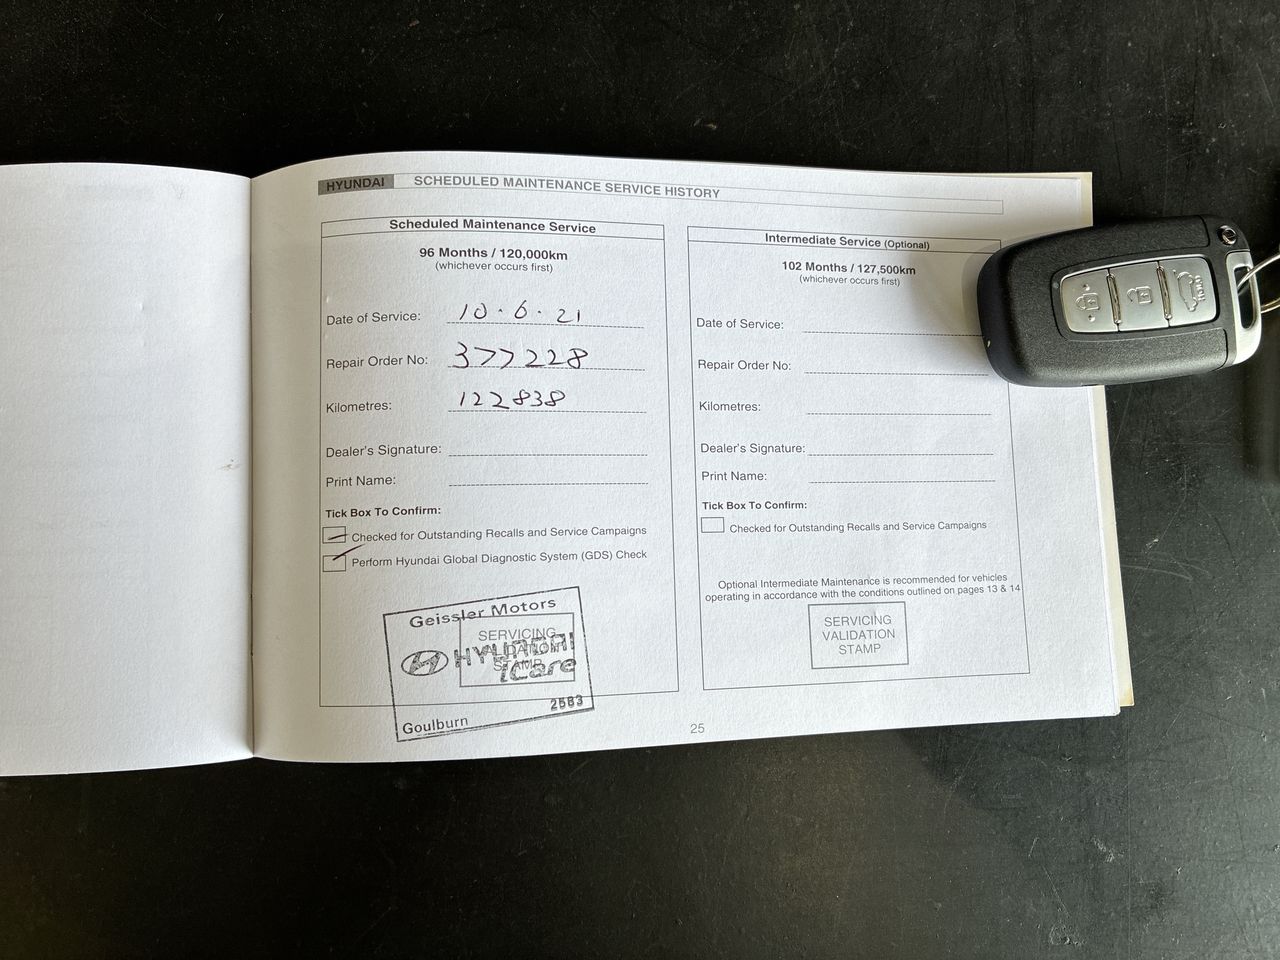 HYUNDAI SCHEDULED MAINTENANCE SERVICE HISTORY
Scheduled Maintenance Service
96 Months / 120,000km
(whichever occurs first)
Date of Service: 10.6.21
Repair Order No: 377228
Kilometres: 122838
Dealer's Signature:
Print Name:
Tick Box To Confirm:
Checked for Outstanding Recalls and Service Campaigns
Perform Hyundai Global Diagnostic System (GDS) Check
Geissler Motors
SERVICING
VALIDATION
STAMP
HYUNDAI
iCare
2583
Goulburn
Intermediate Service (Optional)
102 Months / 127,500km
(whichever occurs first)
Date of Service:
Repair Order No:
Kilometres:
Dealer's Signature:
Print Name:
Tick Box To Confirm:
Checked for Outstanding Recalls and Service Campaigns
Optional Intermediate Maintenance is recommended for vehicles
operating in accordance with the conditions outlined on pages 13 & 14
SERVICING
VALIDATION
STAMP
25